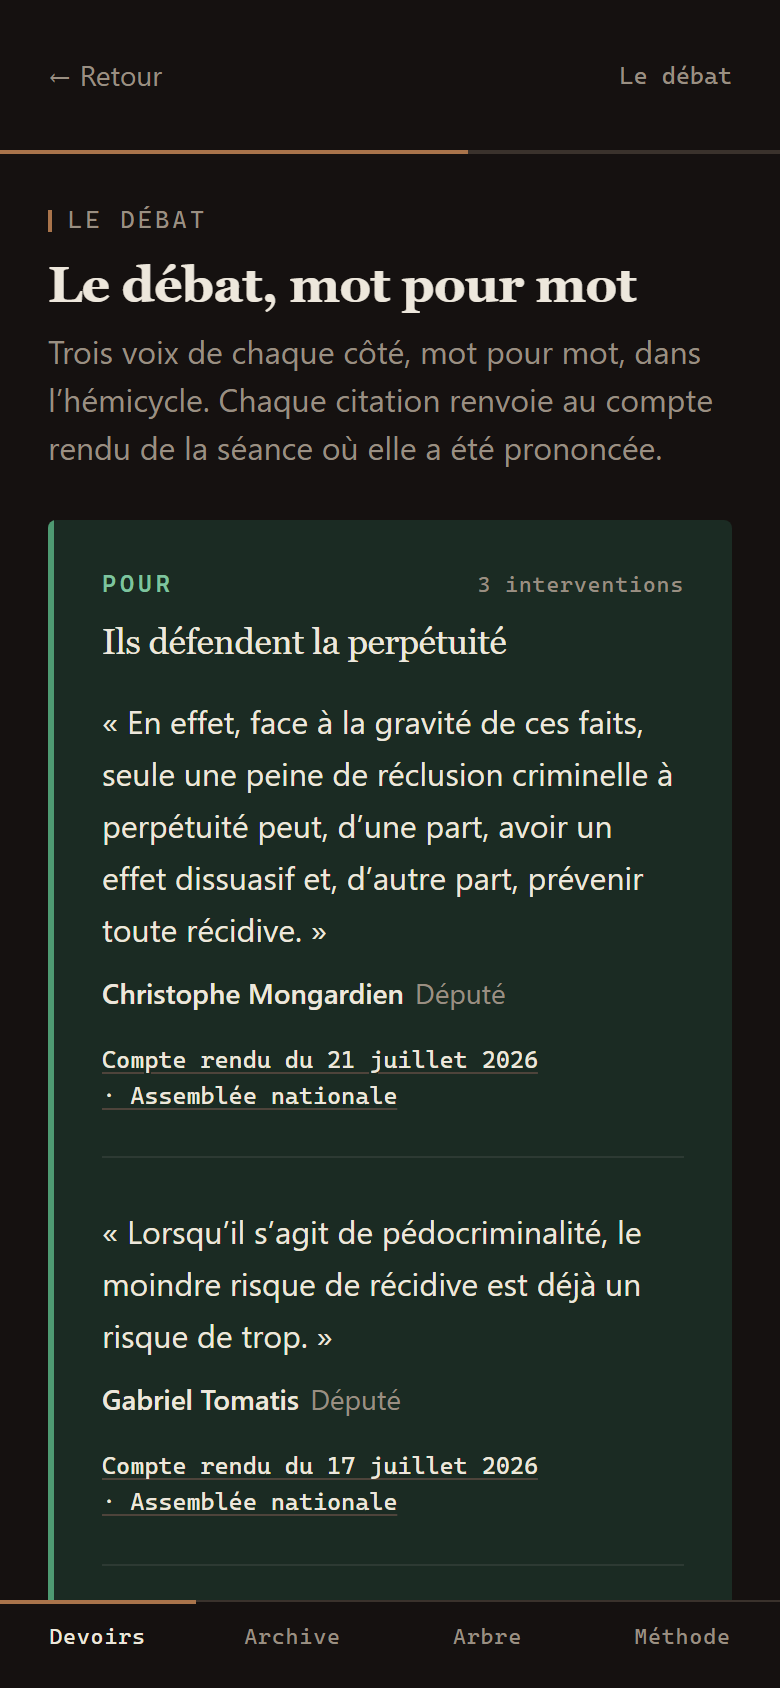 ← Retour
Le débat
LE DÉBAT
Le débat, mot pour mot
Trois voix de chaque côté, mot pour mot, dans
l’hémicycle. Chaque citation renvoie au compte
rendu de la séance où elle a été prononcée.
POUR
3 interventions
Ils défendent la perpétuité
« En effet, face à la gravité de ces faits,
seule une peine de réclusion criminelle à
perpétuité peut, d’une part, avoir un
effet dissuasif et, d’autre part, prévenir
toute récidive. »
Christophe Mongardien Député
Compte rendu du 21 juillet 2026
· Assemblée nationale
« Lorsqu’il s’agit de pédocriminalité, le
moindre risque de récidive est déjà un
risque de trop. »
Gabriel Tomatis Député
Compte rendu du 17 juillet 2026
· Assemblée nationale
Devoirs
Archive
Arbre
Méthode